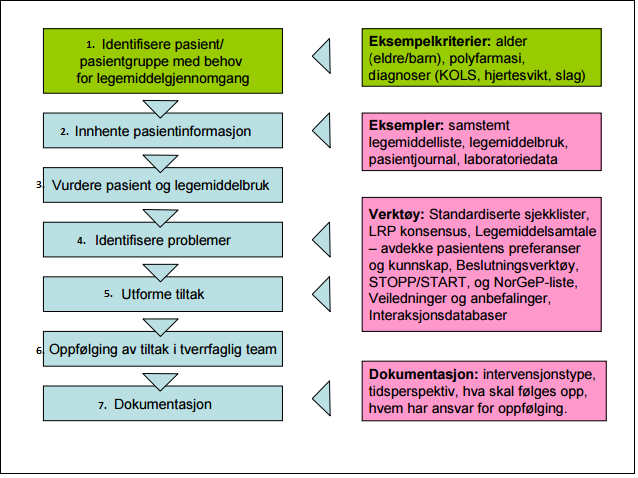 1. Identifisere pasient/
pasientgruppe med behov
for legemiddelgjennomgang
Eksempelkriterier: alder
(eldre/barn), polyfarmasi,
diagnoser (KOLS, hjertesvikt, slag)
2. Innhente pasientinformasjon
Eksempler: samstemt
legemiddelliste, legemiddelbruk,
pasientjournal, laboratoriedata
3. Vurdere pasient og legemiddelbruk
4. Identifisere problemer
Verktøy: Standardiserte sjekklister,
LRP konsensus, Legemiddelsamtale
– avdekke pasientens preferanser
og kunnskap, Beslutningsverktøy,
STOPP/START, og NorGeP-liste,
Veiledninger og anbefalinger,
Interaksjonsdatabaser
5. Utforme tiltak
6. Oppfølging av tiltak i tverrfaglig team
7. Dokumentasjon
Dokumentasjon: intervensjonstype,
tidsperspektiv, hva skal følges opp,
hvem har ansvar for oppfølging.